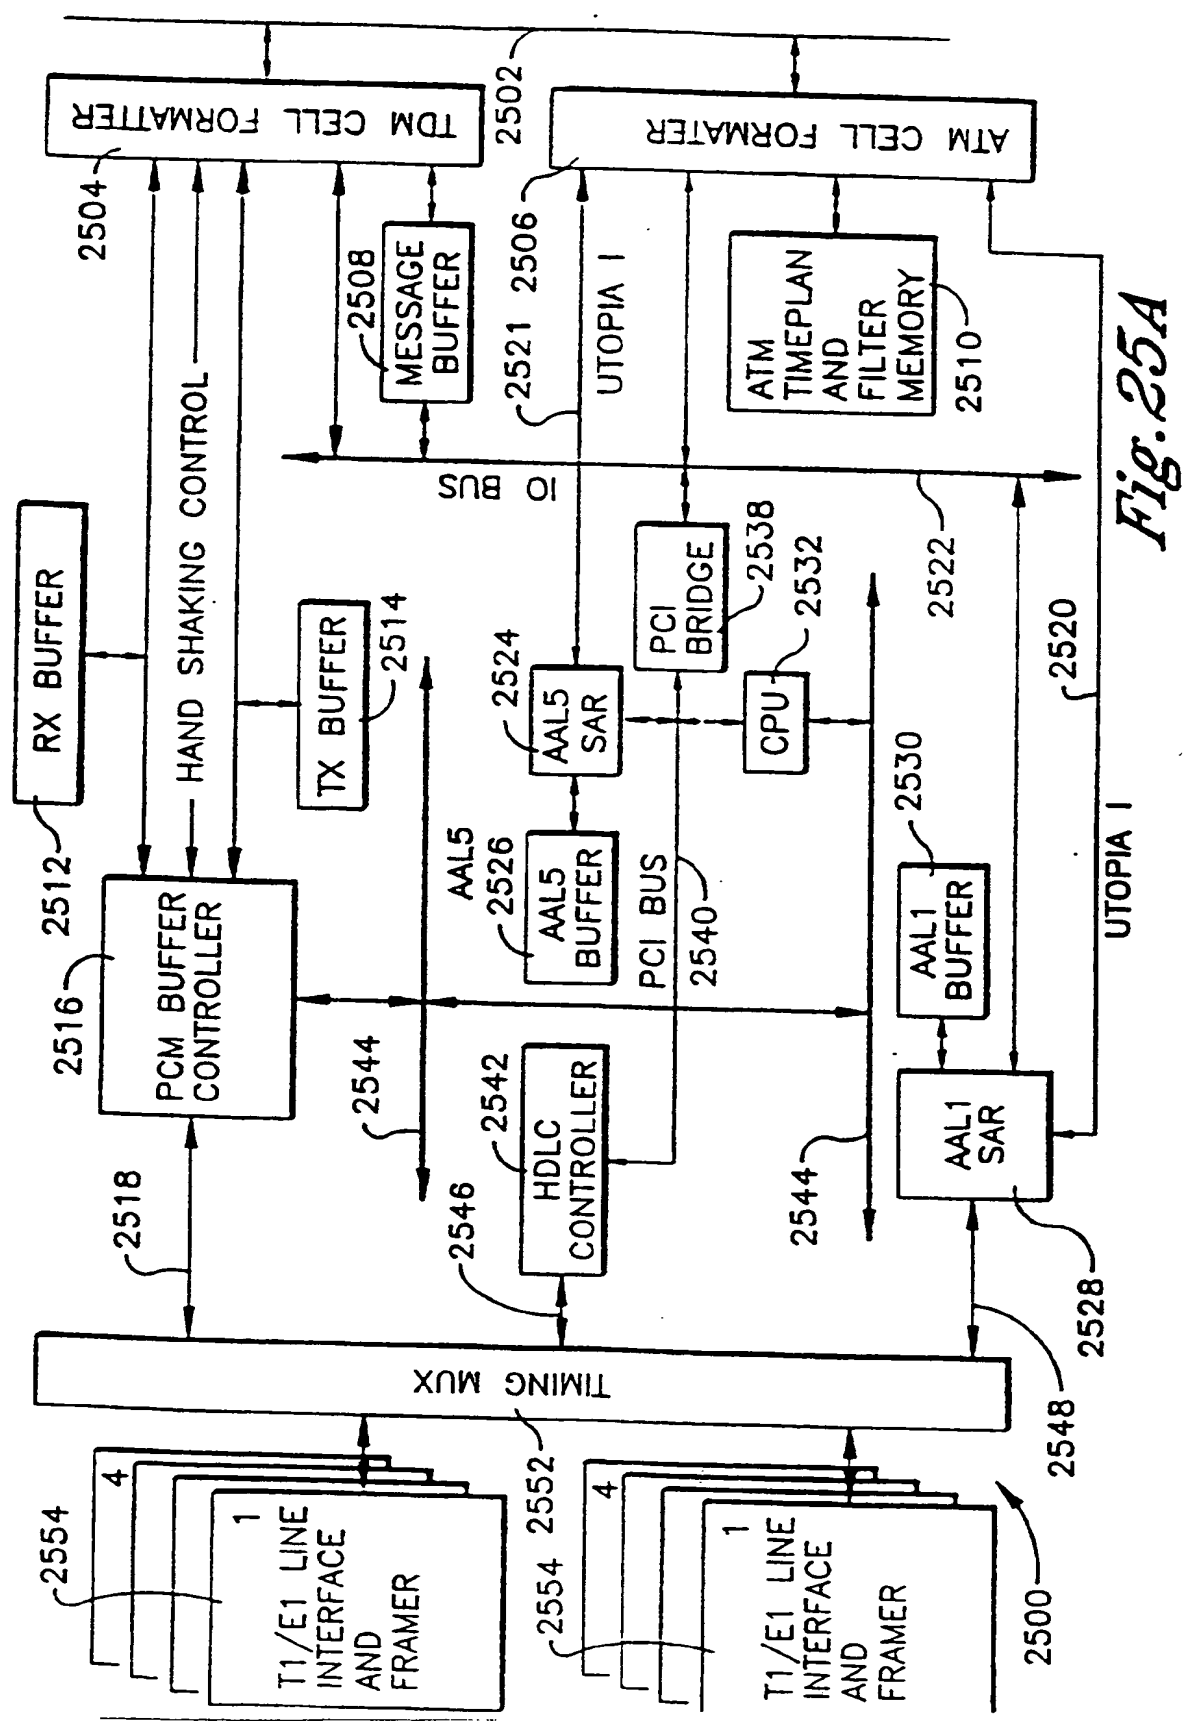 2554
4
1
T1/E1 LINE
INTERFACE
AND
FRAMER
2554
4
1
T1/E1 LINE
INTERFACE
AND
FRAMER
2500
2552
TIMING MUX
2518
2546
2548
2516
PCM BUFFER
CONTROLLER
2512
RX BUFFER
HAND SHAKING CONTROL
TX BUFFER
2514
2544
2542
HDLC
CONTROLLER
AAL5
2526
AAL5
BUFFER
2524
AAL5
SAR
PCI BUS
2540
PCI
BRIDGE
2538
CPU
2532
2544
2530
AAL1
BUFFER
AAL1
SAR
2528
UTOPIA I
2520
IO BUS
2522
2504
TDM CELL FORMATTER
2508
MESSAGE
BUFFER
2502
2506
2521
UTOPIA I
ATM CELL FORMATER
ATM
TIMEPLAN
AND
FILTER
MEMORY
2510
Fig.25A